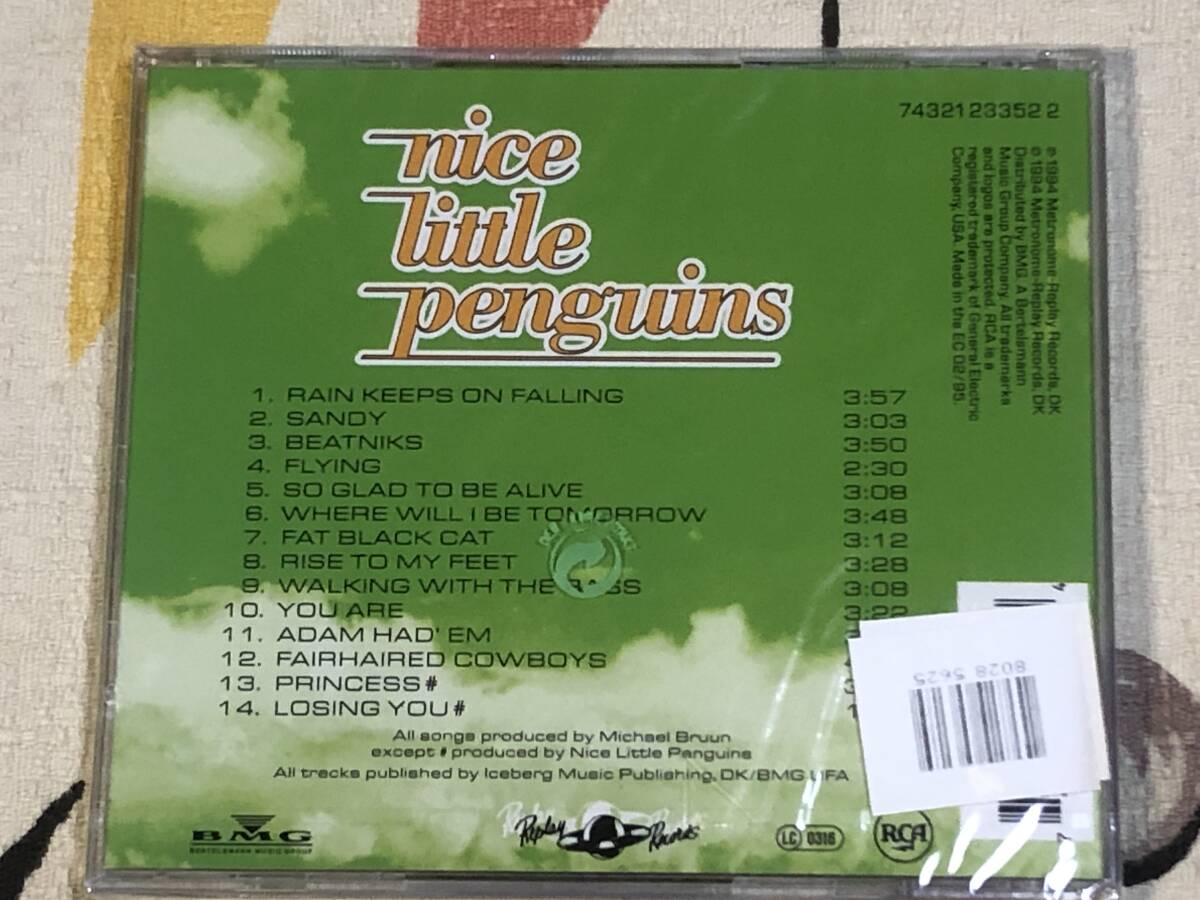 nice
little
penguins
74321 23352 2
℗ 1994 Metronome-Replay Records, DK
© 1994 Metronome-Replay Records, DK
Distributed by BMG. A Bertelsmann
Music Group Company. All trademarks
and logos are protected. RCA is a
registered trademark of General Electric
Company, USA. Made in the EC 02/95.
1. RAIN KEEPS ON FALLING 3:57
2. SANDY 3:03
3. BEATNIKS 3:50
4. FLYING 2:30
5. SO GLAD TO BE ALIVE 3:08
6. WHERE WILL I BE TOMORROW 3:48
7. FAT BLACK CAT 3:12
8. RISE TO MY FEET 3:28
9. WALKING WITH THE BASS 3:08
10. YOU ARE 3:22
11. ADAM HAD' EM
12. FAIRHAIRED COWBOYS
13. PRINCESS#
14. LOSING YOU#
All songs produced by Michael Bruun
except # produced by Nice Little Penguins
All tracks published by Iceberg Music Publishing, DK/BMG UFA
8028 5625
BMG
BERTELSMANN MUSIC GROUP
Replay Records
LC 0316
RCA